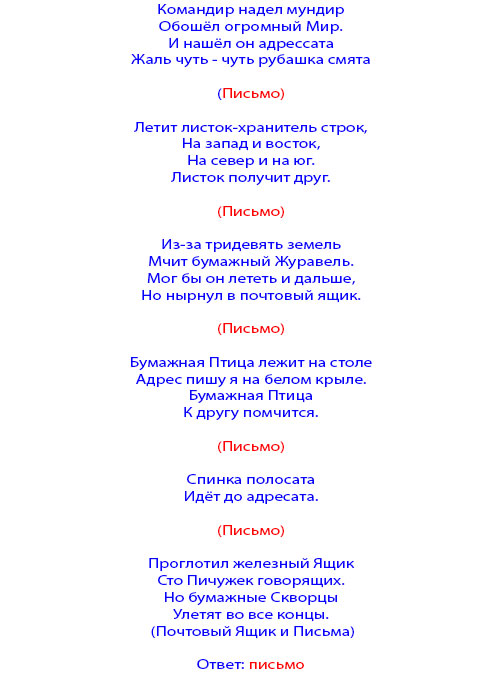 Командир надел мундир
Обошёл огромный Мир.
И нашёл он адрессата
Жаль чуть - чуть рубашка смята
(Письмо)
Летит листок-хранитель строк,
На запад и восток,
На север и на юг.
Листок получит друг.
(Письмо)
Из-за тридевять земель
Мчит бумажный Журавель.
Мог бы он лететь и дальше,
Но нырнул в почтовый ящик.
(Письмо)
Бумажная Птица лежит на столе
Адрес пишу я на белом крыле.
Бумажная Птица
К другу помчится.
(Письмо)
Спинка полосата
Идёт до адресата.
(Письмо)
Проглотил железный Ящик
Сто Пичужек говорящих.
Но бумажные Скворцы
Улетят во все концы.
(Почтовый Ящик и Письма)
Ответ: письмо